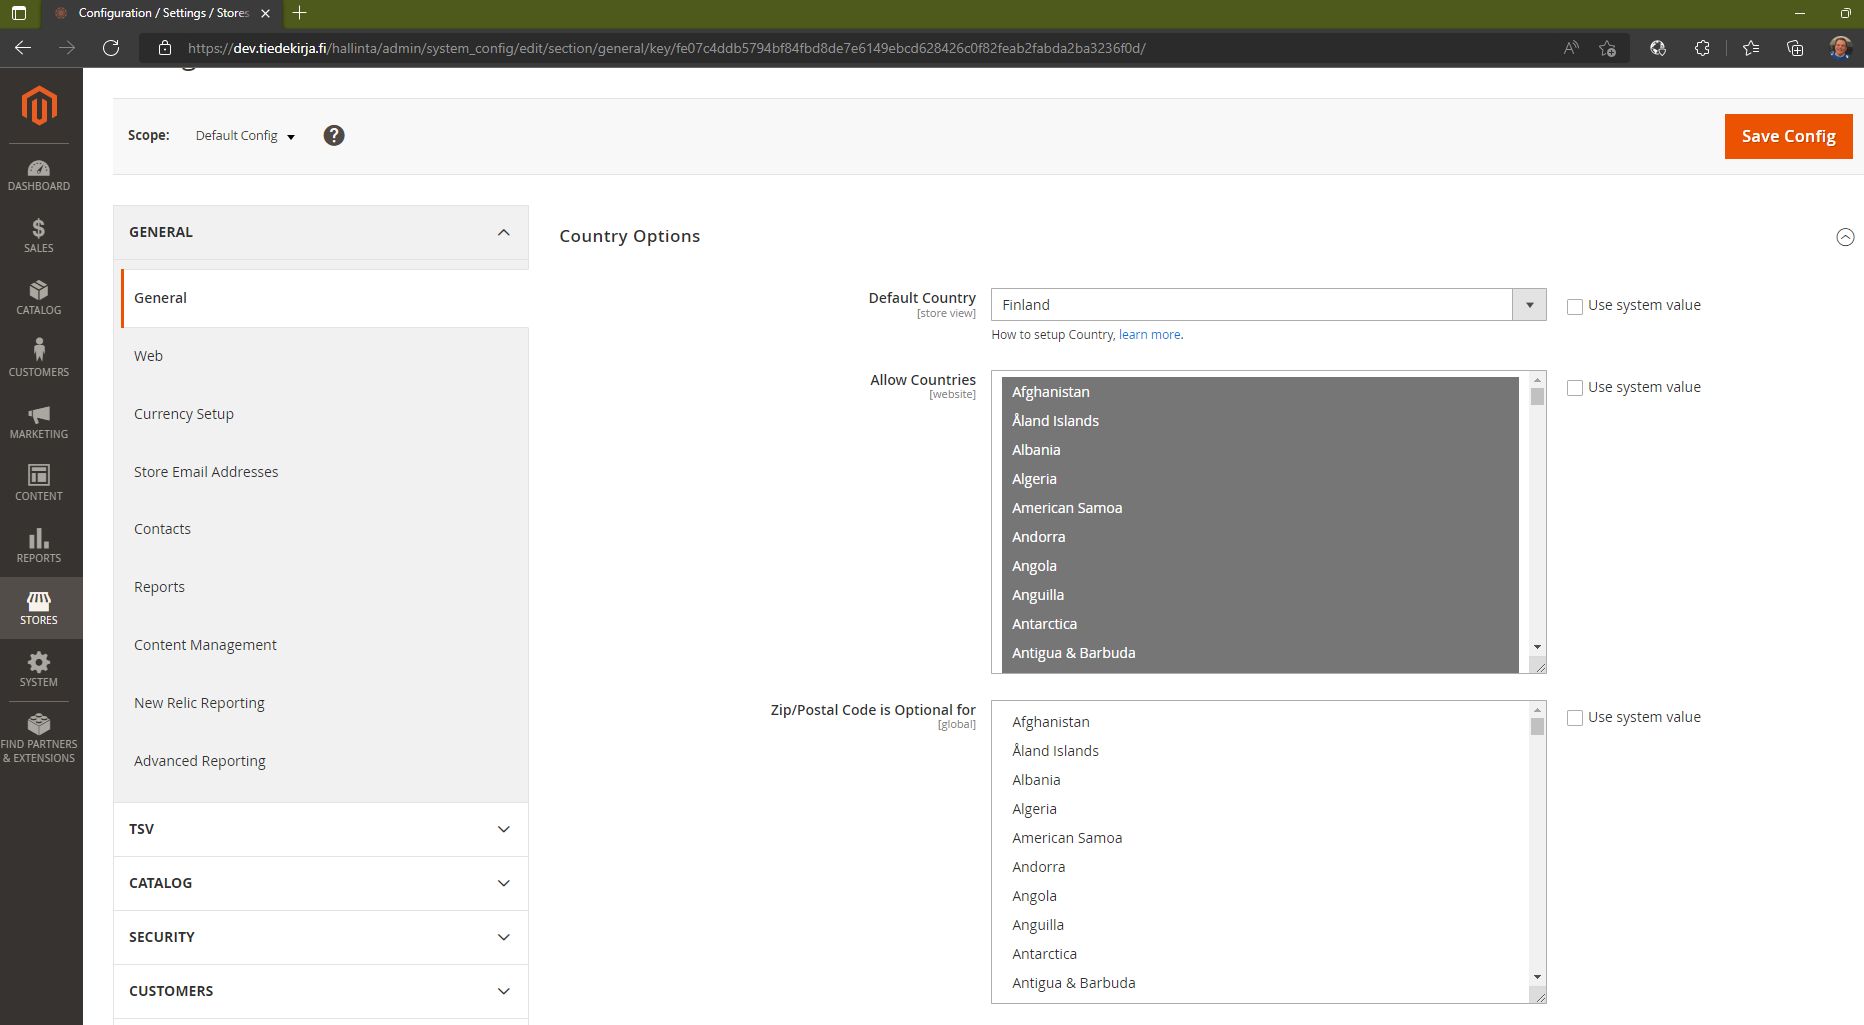 Configuration / Settings / Stores
https://dev.tiedekirja.fi/hallinta/admin/system_config/edit/section/general/key/fe07c4ddb5794bf84fbd8de7e6149ebcd628426c0f82feab2fabda2ba3236f0d/
Scope:
Default Config
?
Save Config
DASHBOARD
SALES
CATALOG
CUSTOMERS
MARKETING
CONTENT
REPORTS
STORES
SYSTEM
FIND PARTNERS
& EXTENSIONS
GENERAL
General
Web
Currency Setup
Store Email Addresses
Contacts
Reports
Content Management
New Relic Reporting
Advanced Reporting
TSV
CATALOG
SECURITY
CUSTOMERS
Country Options
Default Country
[store view]
Finland
Use system value
How to setup Country, learn more.
Allow Countries
[website]
Afghanistan
Åland Islands
Albania
Algeria
American Samoa
Andorra
Angola
Anguilla
Antarctica
Antigua & Barbuda
Use system value
Zip/Postal Code is Optional for
[global]
Afghanistan
Åland Islands
Albania
Algeria
American Samoa
Andorra
Angola
Anguilla
Antarctica
Antigua & Barbuda
Use system value